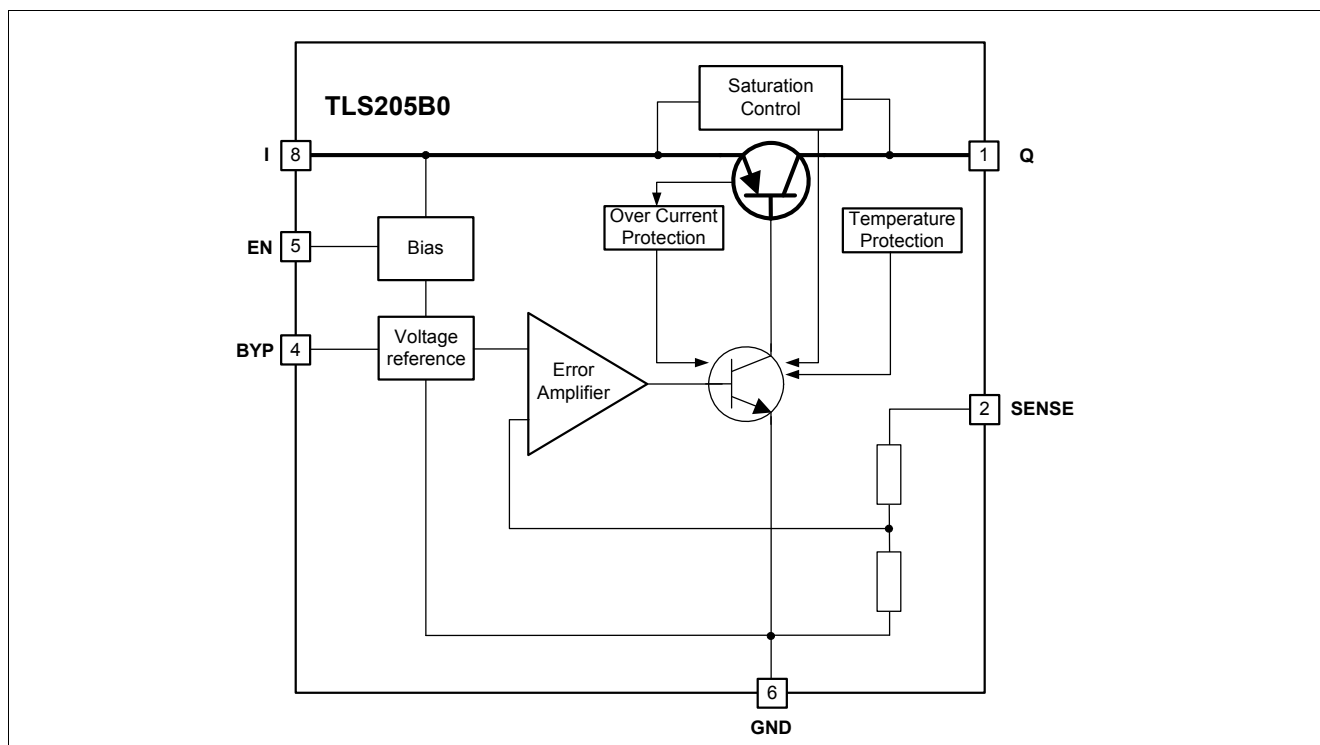 Saturation
Control
TLS205B0
I
8
1
Q
Over Current
Protection
Temperature
Protection
EN
5
Bias
BYP
4
Voltage
reference
Error
Amplifier
2
SENSE
6
GND